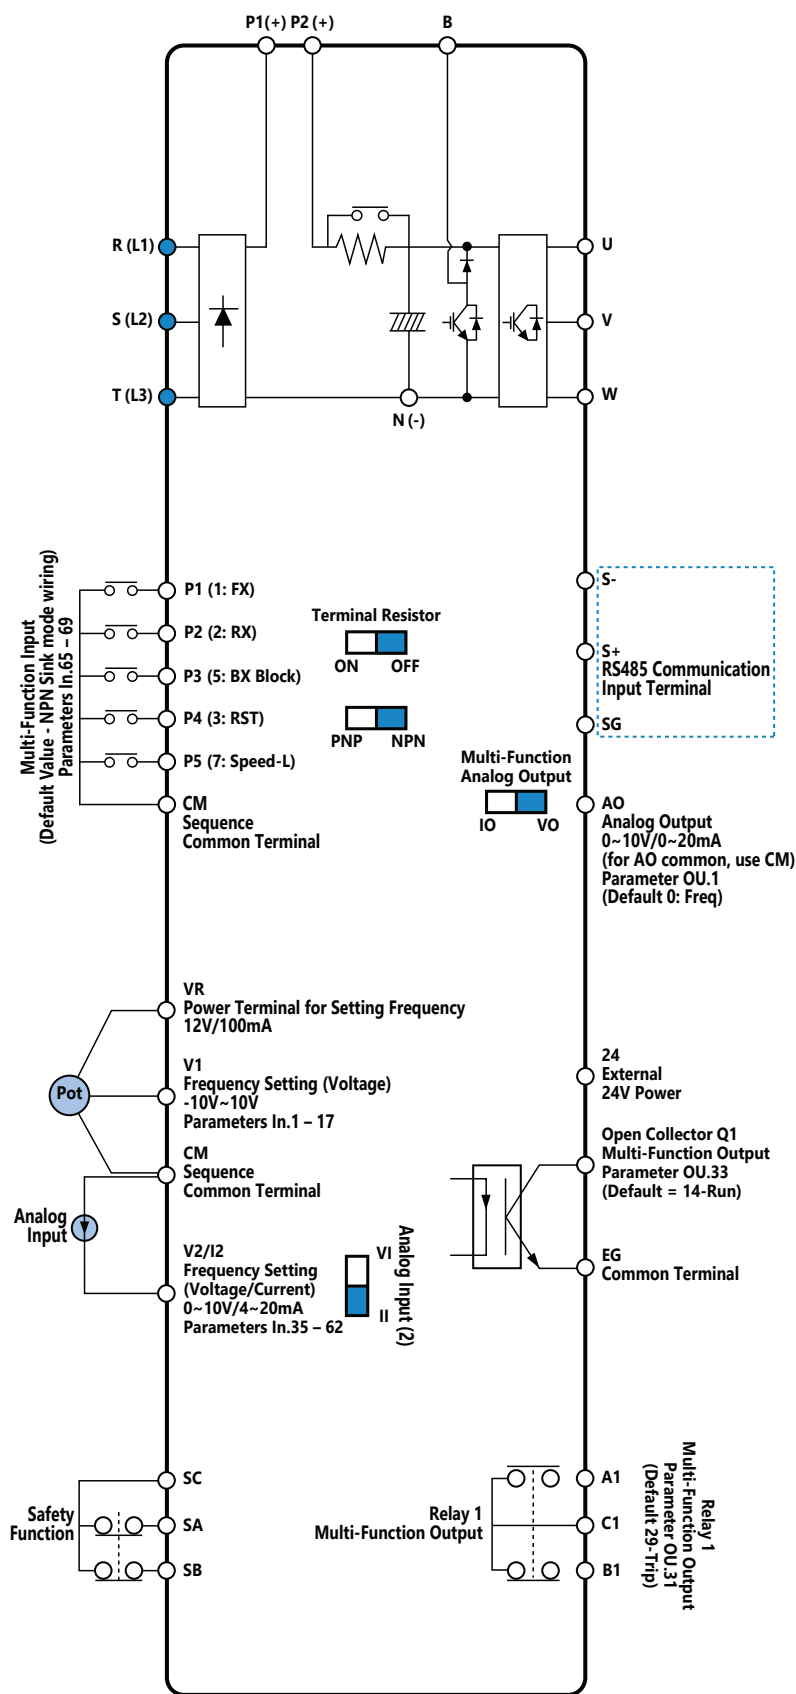 P1(+) P2 (+) B
R (L1)
S (L2)
T (L3)
U
V
W
N (-)
Multi-Function Input
(Default Value - NPN Sink mode wiring)
Parameters In.65 – 69
P1 (1: FX)
P2 (2: RX)
P3 (5: BX Block)
P4 (3: RST)
P5 (7: Speed-L)
CM
Sequence
Common Terminal
Terminal Resistor
ON OFF
PNP NPN
Multi-Function
Analog Output
IO VO
S-
S+
RS485 Communication
Input Terminal
SG
AO
Analog Output
0~10V/0~20mA
(for AO common, use CM)
Parameter OU.1
(Default 0: Freq)
VR
Power Terminal for Setting Frequency
12V/100mA
Pot
V1
Frequency Setting (Voltage)
-10V~10V
Parameters In.1 – 17
CM
Sequence
Common Terminal
Analog
Input
V2/I2
Frequency Setting
(Voltage/Current)
0~10V/4~20mA
Parameters In.35 – 62
VI
II
Analog Input (2)
24
External
24V Power
Open Collector Q1
Multi-Function Output
Parameter OU.33
(Default = 14-Run)
EG
Common Terminal
Safety
Function
SC
SA
SB
Relay 1
Multi-Function Output
A1
C1
B1
Relay 1
Multi-Function Output
Parameter OU.31
(Default 29-Trip)